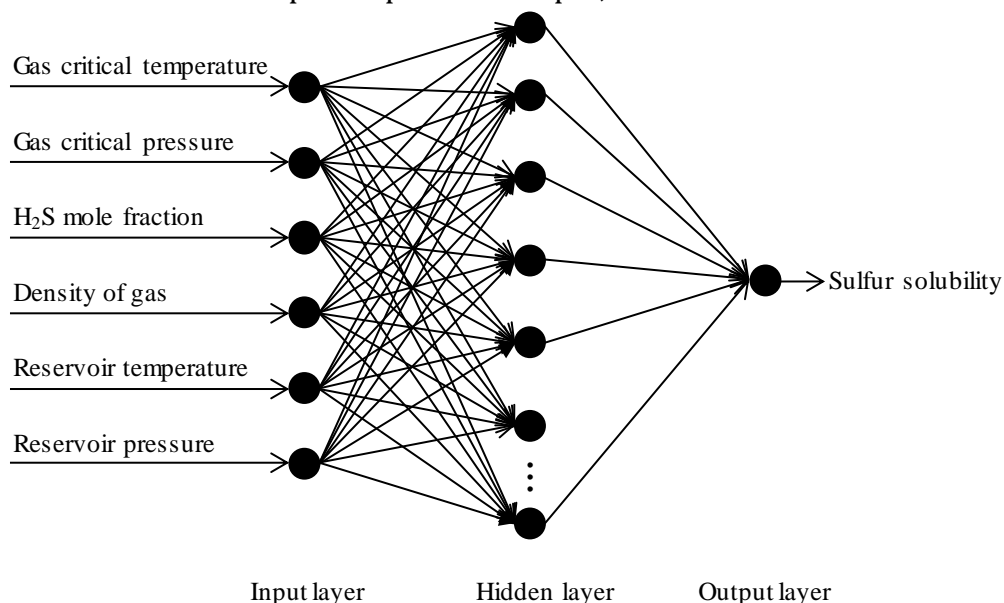 Gas critical temperature
Gas critical pressure
H₂S mole fraction
Density of gas
Reservoir temperature
Reservoir pressure
Sulfur solubility
Input layer
Hidden layer
Output layer